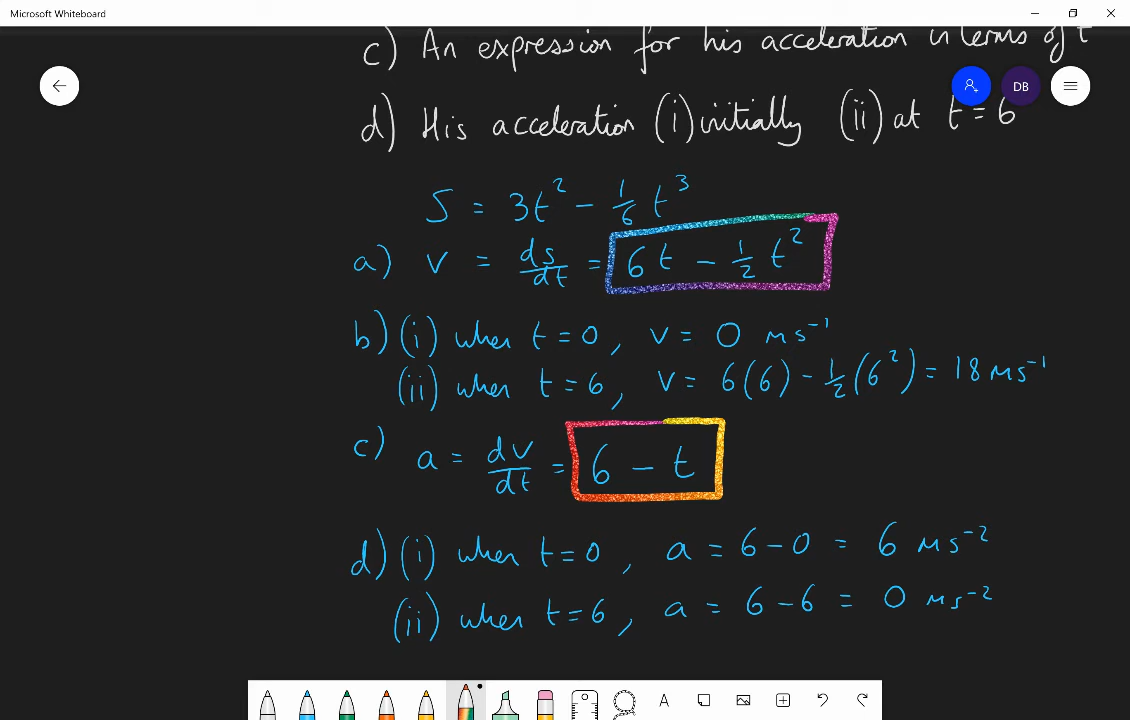 Microsoft Whiteboard
c) An expression for his acceleration in terms of t
DB
d) His acceleration (i) initially (ii) at t = 6
S = 3t² - 1/6 t³
a) v = ds/dt = 6t - 1/2 t²
b) (i) when t = 0, v = 0 ms⁻¹
(ii) when t = 6, v = 6(6) - 1/2(6²) = 18 ms⁻¹
c) a = dv/dt = 6 - t
d) (i) when t = 0, a = 6 - 0 = 6 ms⁻²
(ii) when t = 6, a = 6 - 6 = 0 ms⁻²
A